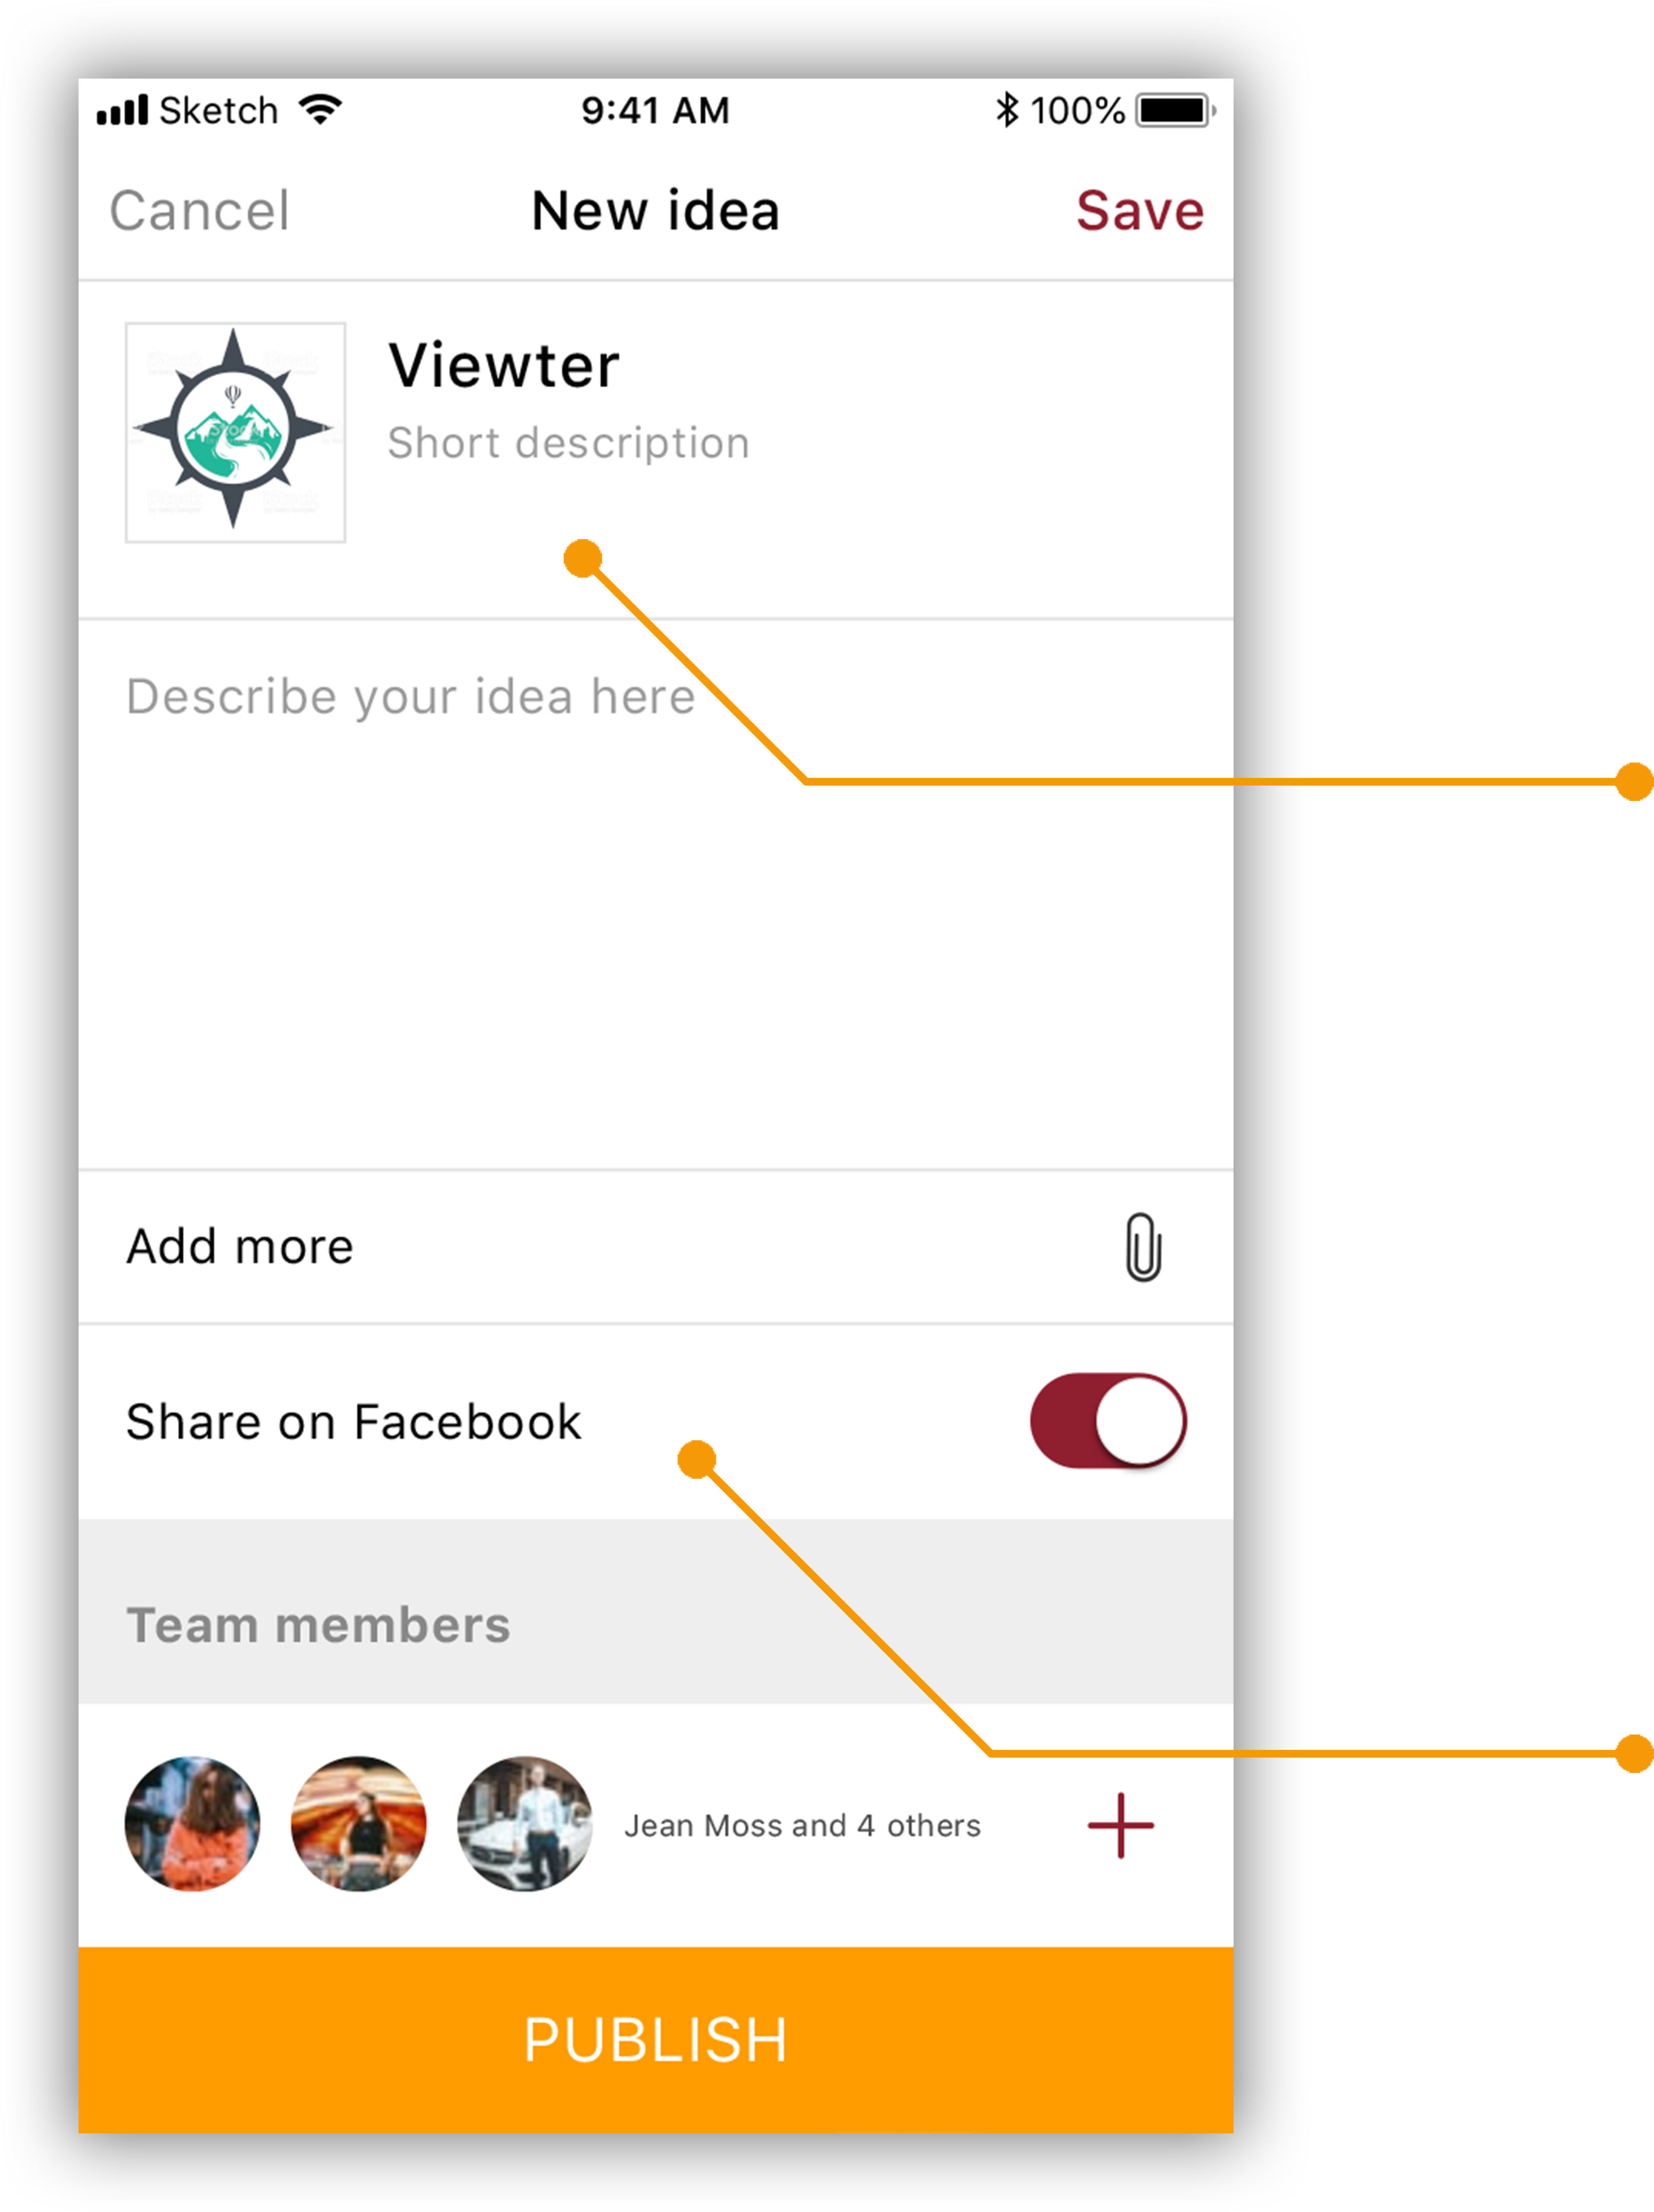 Sketch 9:41 AM 100%
Cancel New idea Save
Viewter
Short description
Describe your idea here
Add more
Share on Facebook
Team members
Jean Moss and 4 others
PUBLISH